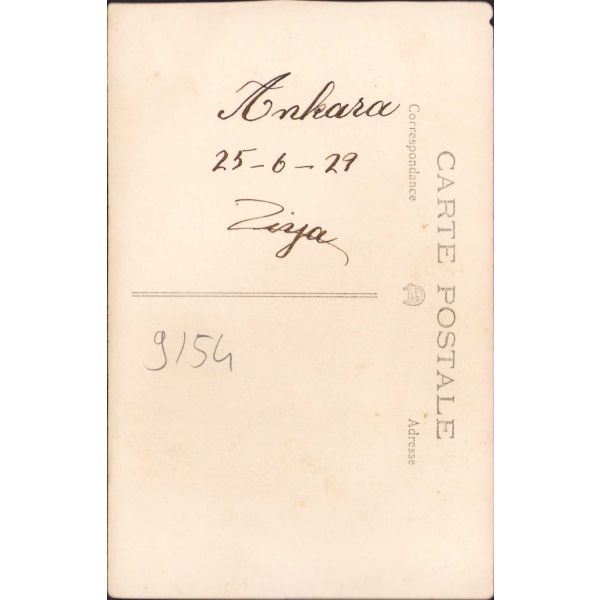 Ankara
25-6-29
Ziya
9154
CARTE POSTALE
Correspondance
Adresse